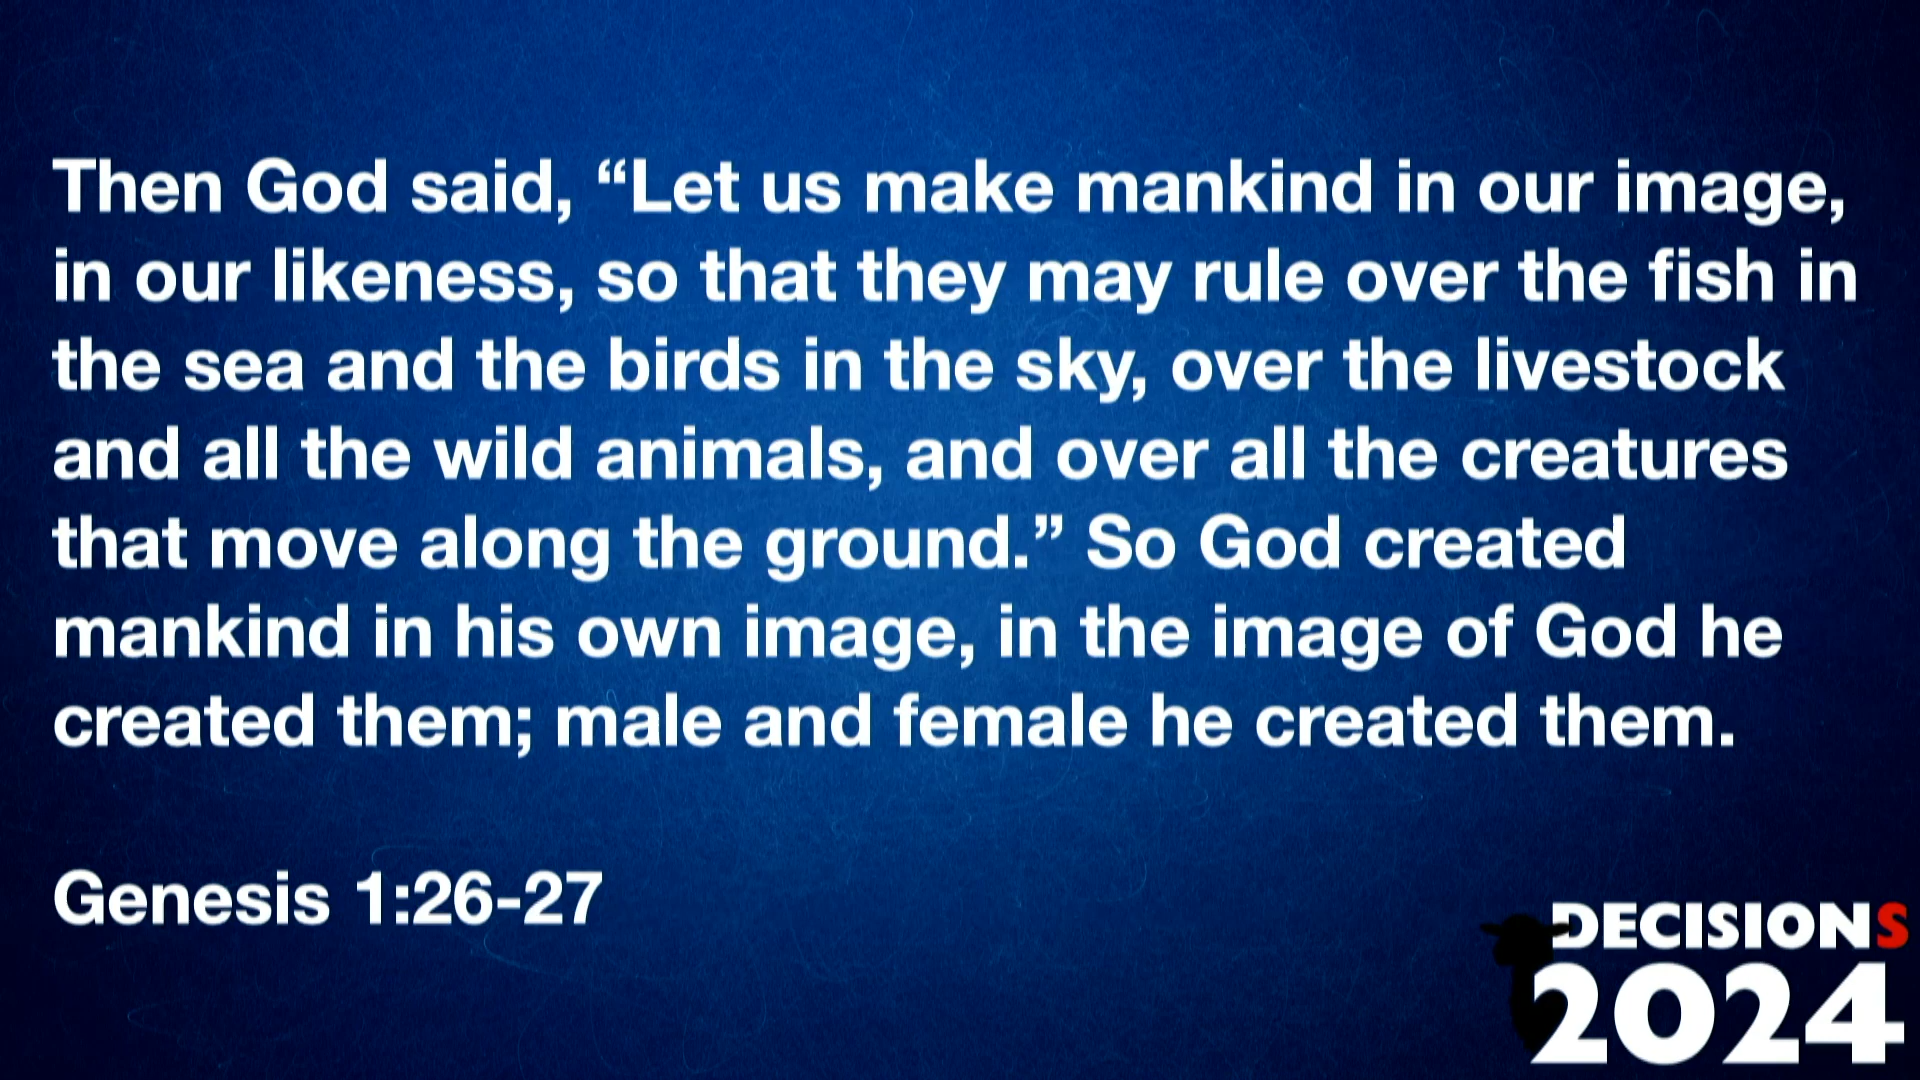 Then God said, “Let us make mankind in our image,
in our likeness, so that they may rule over the fish in
the sea and the birds in the sky, over the livestock
and all the wild animals, and over all the creatures
that move along the ground.” So God created
mankind in his own image, in the image of God he
created them; male and female he created them.
Genesis 1:26-27
DECISIONS
2024